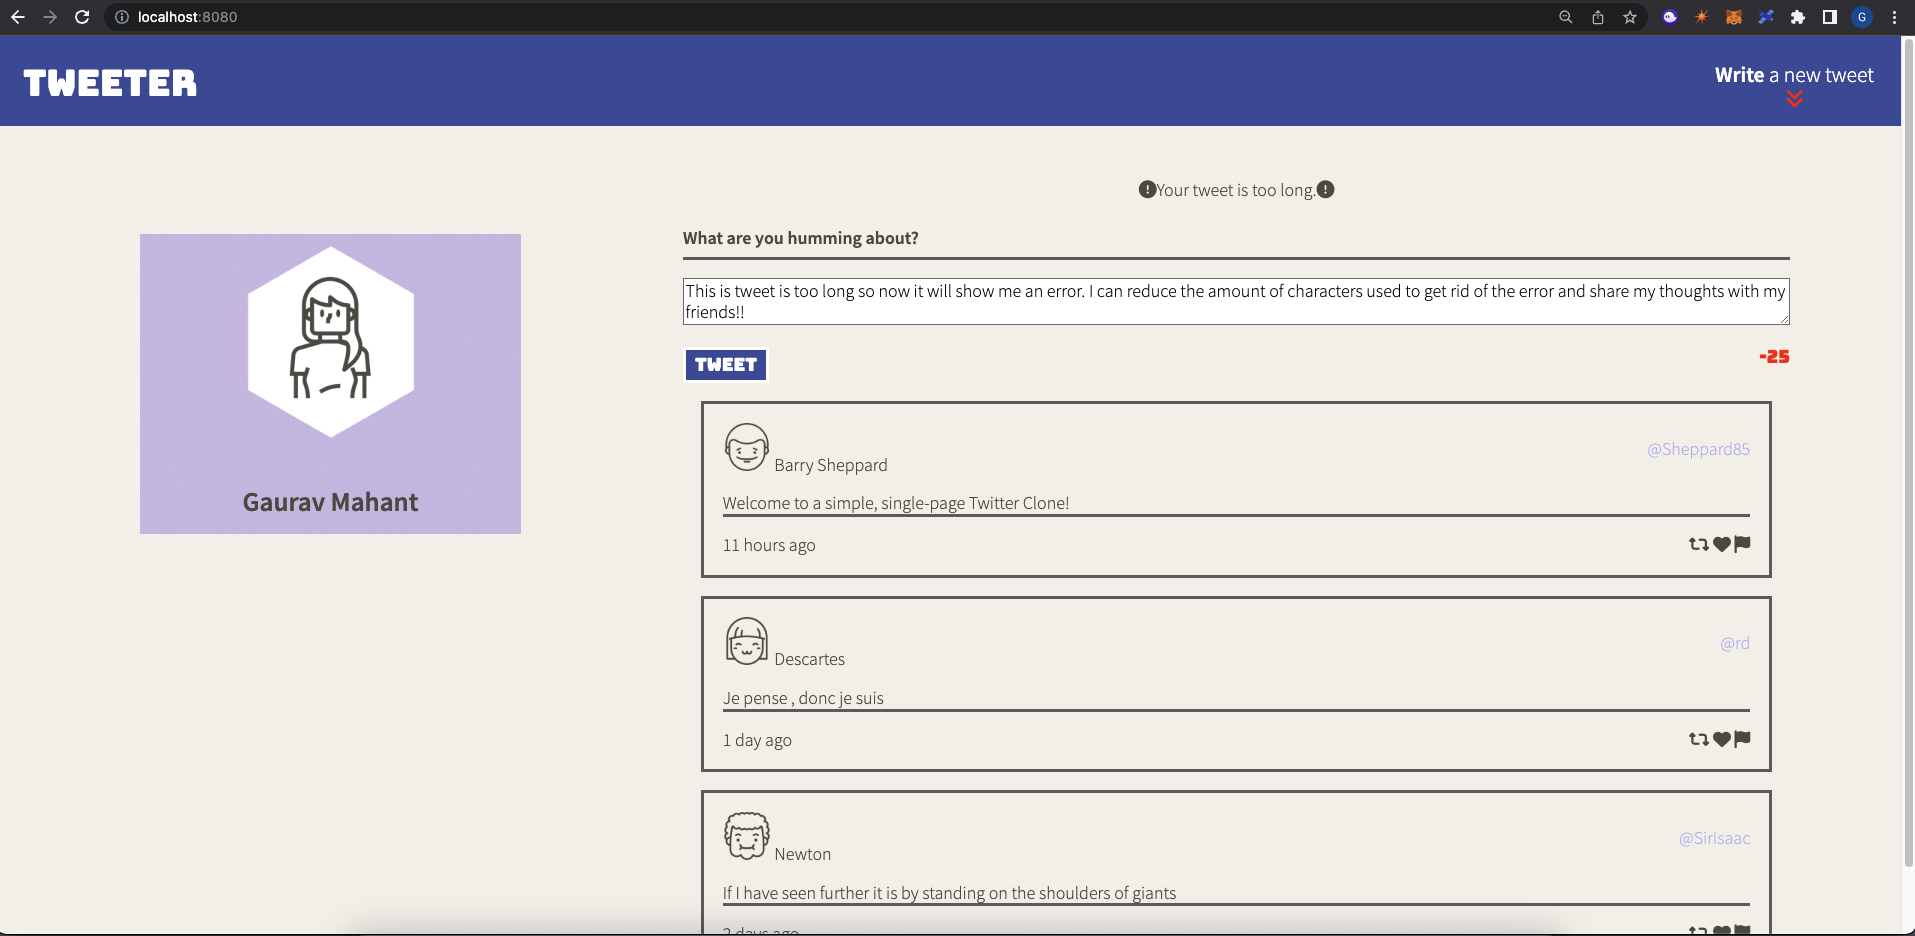 localhost:8080
G
TWEETER
Write a new tweet
Your tweet is too long.
Gaurav Mahant
What are you humming about?
This is tweet is too long so now it will show me an error. I can reduce the amount of characters used to get rid of the error and share my thoughts with my
friends!!
TWEET
-25
Barry Sheppard
@Sheppard85
Welcome to a simple, single-page Twitter Clone!
11 hours ago
Descartes
@rd
Je pense , donc je suis
1 day ago
Newton
@SirIsaac
If I have seen further it is by standing on the shoulders of giants
2 days ago